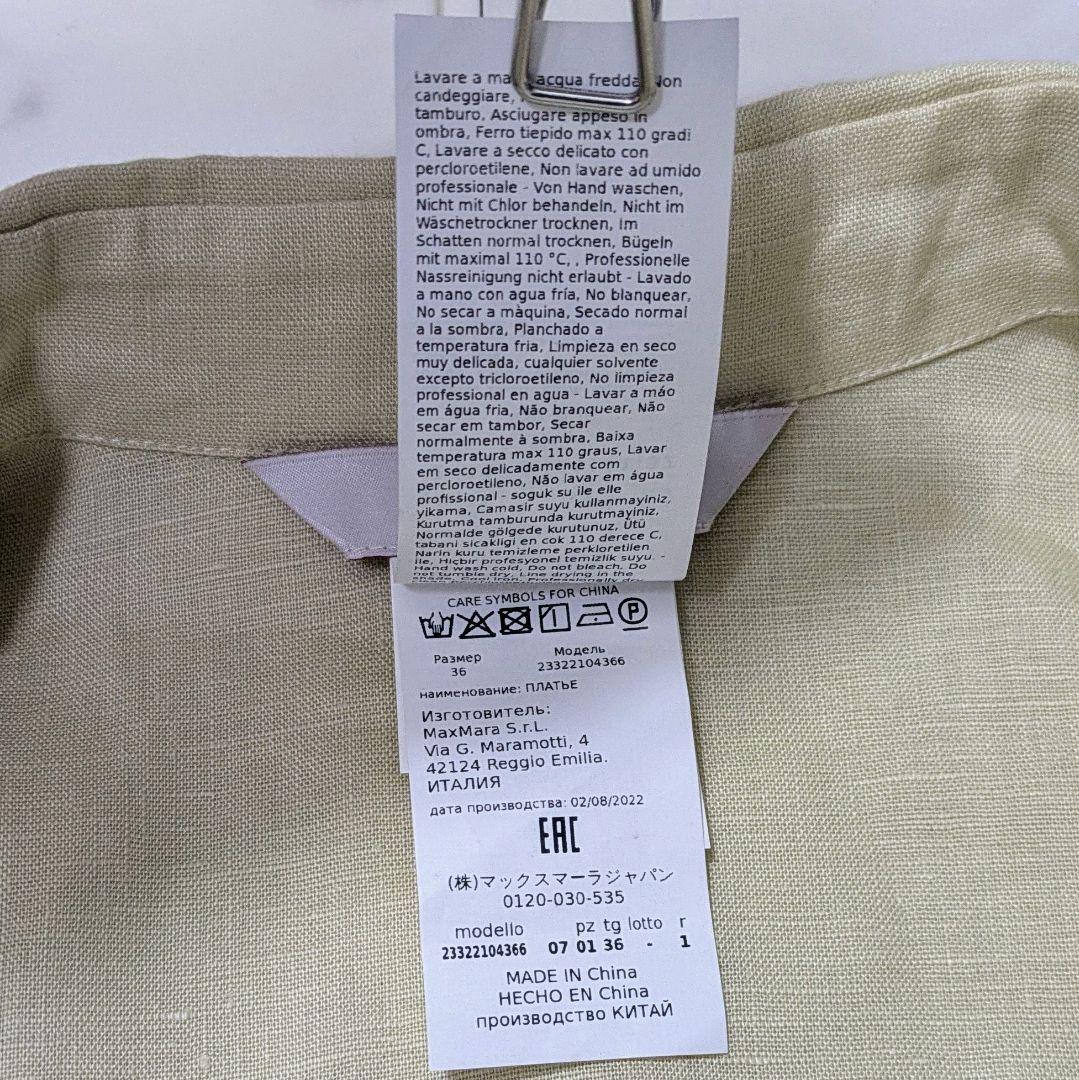 Lavare a ma acqua fredda, Non
candeggiare,
tamburo, Asciugare appeso in
ombra, Ferro tiepido max 110 gradi
C, Lavare a secco delicato con
percloroetilene, Non lavare ad umido
professionale - Von Hand waschen,
Nicht mit Chlor behandeln, Nicht im
Wäschetrockner trocknen, Im
Schatten normal trocknen, Bügeln
mit maximal 110 °C, , Professionelle
Nassreinigung nicht erlaubt - Lavado
a mano con agua fría, No blanquear,
No secar a màquina, Secado normal
a la sombra, Planchado a
temperatura fria, Limpieza en seco
muy delicada, cualquier solvente
excepto tricloroetileno, No limpieza
professional en agua - Lavar a máo
em água fria, Não branquear, Não
secar em tambor, Secar
normalmente à sombra, Baixa
temperatura max 110 graus, Lavar
em seco delicadamente com
percloroetileno, Não lavar em água
profissional - soguk su ile elle
yikama, Camasir suyu kullanmayiniz,
Kurutma tamburunda kurutmayiniz,
Normalde gölgede kurutunuz, Ütü
tabani sicakligi en cok 110 derece C,
Narin kuru temizleme perkloretilen
ile, Hiçbir profesyonel temizlik suyu. -
Hand wash cold, Do not bleach, Do
not tumble dry, Line drying in the
shade, Cool iron, Professionally dry
CARE SYMBOLS FOR CHINA
P
Размер Модель
36 23322104366
наименование: ПЛАТЬЕ
Изготовитель:
MaxMara S.r.L.
Via G. Maramotti, 4
42124 Reggio Emilia.
ИТАЛИЯ
дата производства: 02/08/2022
EAC
(株)マックスマーラジャパン
0120-030-535
modello pz tg lotto r
23322104366 07 01 36 - 1
MADE IN China
HECHO EN China
производство КИТАЙ